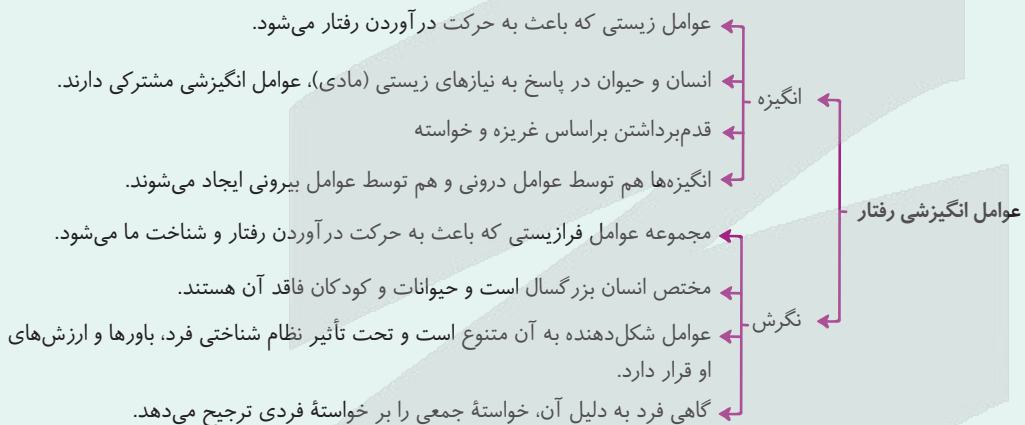 عوامل انگیزشی رفتار
انگیزه
عوامل زیستی که باعث به حرکت درآوردن رفتار می‌شود.
انسان و حیوان در پاسخ به نیازهای زیستی (مادی)، عوامل انگیزشی مشترکی دارند.
قدم‌برداشتن براساس غریزه و خواسته
انگیزه‌ها هم توسط عوامل درونی و هم توسط عوامل بیرونی ایجاد می‌شوند.
نگرش
مجموعه عوامل فرازیستی که باعث به حرکت درآوردن رفتار و شناخت ما می‌شود.
مختص انسان بزرگسال است و حیوانات و کودکان فاقد آن هستند.
عوامل شکل‌دهنده به آن متنوع است و تحت تأثیر نظام شناختی فرد، باورها و ارزش‌های
او قرار دارد.
گاهی فرد به دلیل آن، خواستهٔ جمعی را بر خواستهٔ فردی ترجیح می‌دهد.